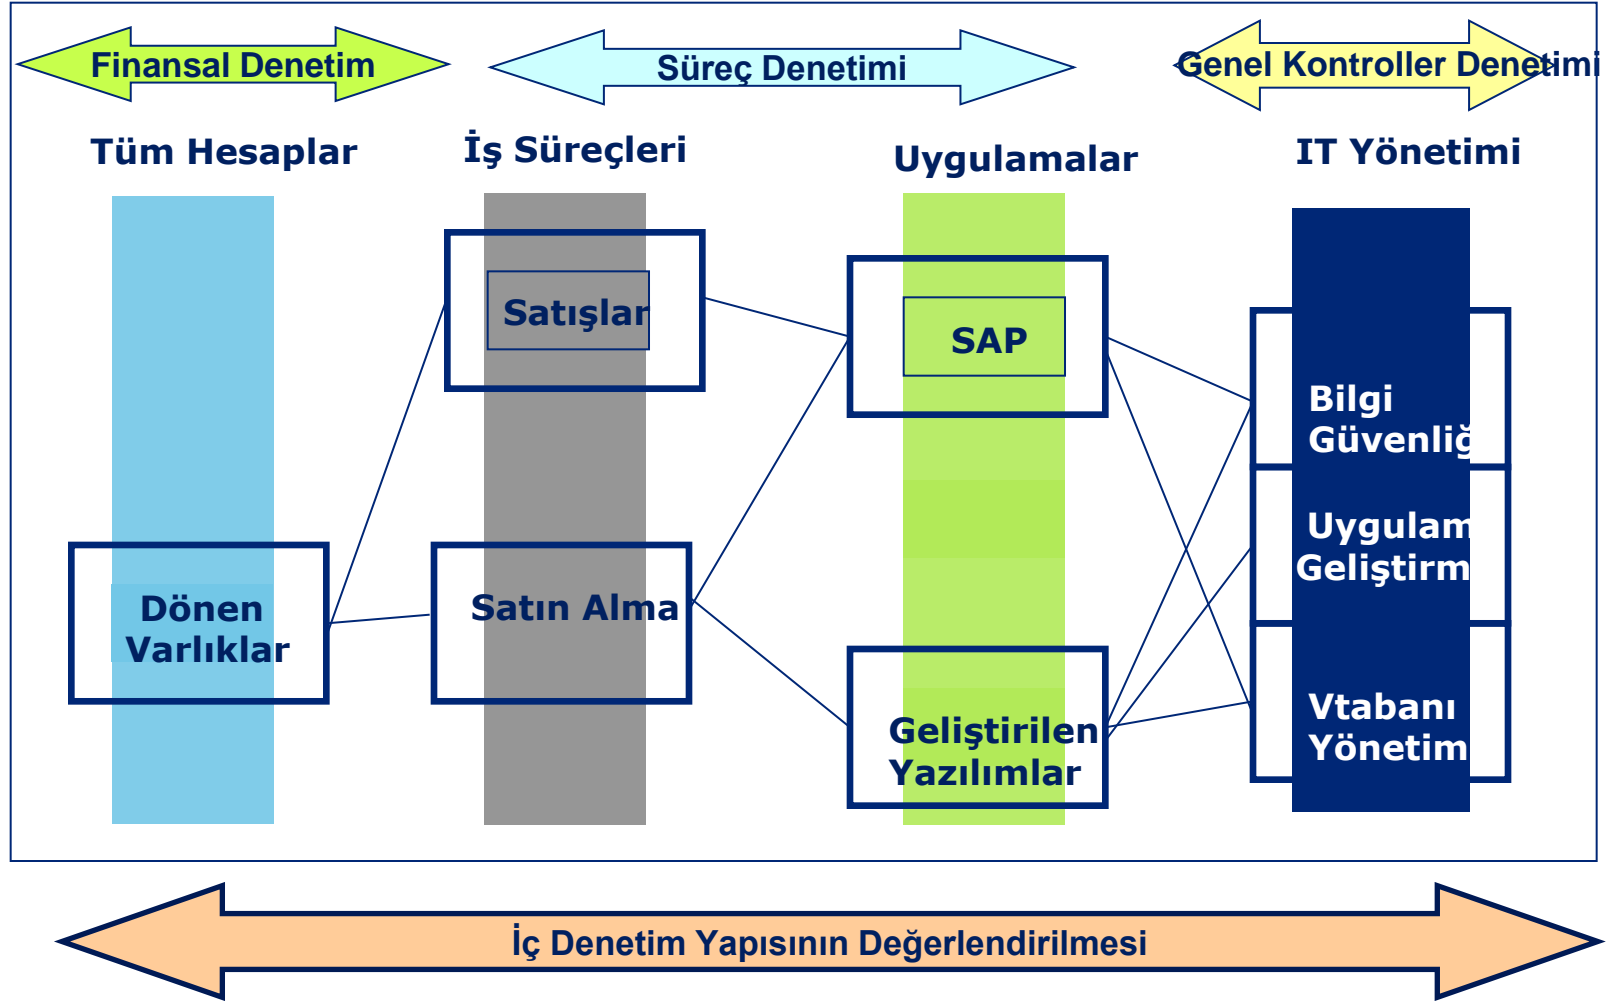 Finansal Denetim
Süreç Denetimi
Genel Kontroller Denetimi
Tüm Hesaplar
İş Süreçleri
Uygulamalar
IT Yönetimi
Satışlar
SAP
Bilgi
Güvenliğ
Uygulam
Geliştirm
Dönen
Varlıklar
Satın Alma
Geliştirilen
Yazılımlar
Vtabanı
Yönetim
İç Denetim Yapısının Değerlendirilmesi